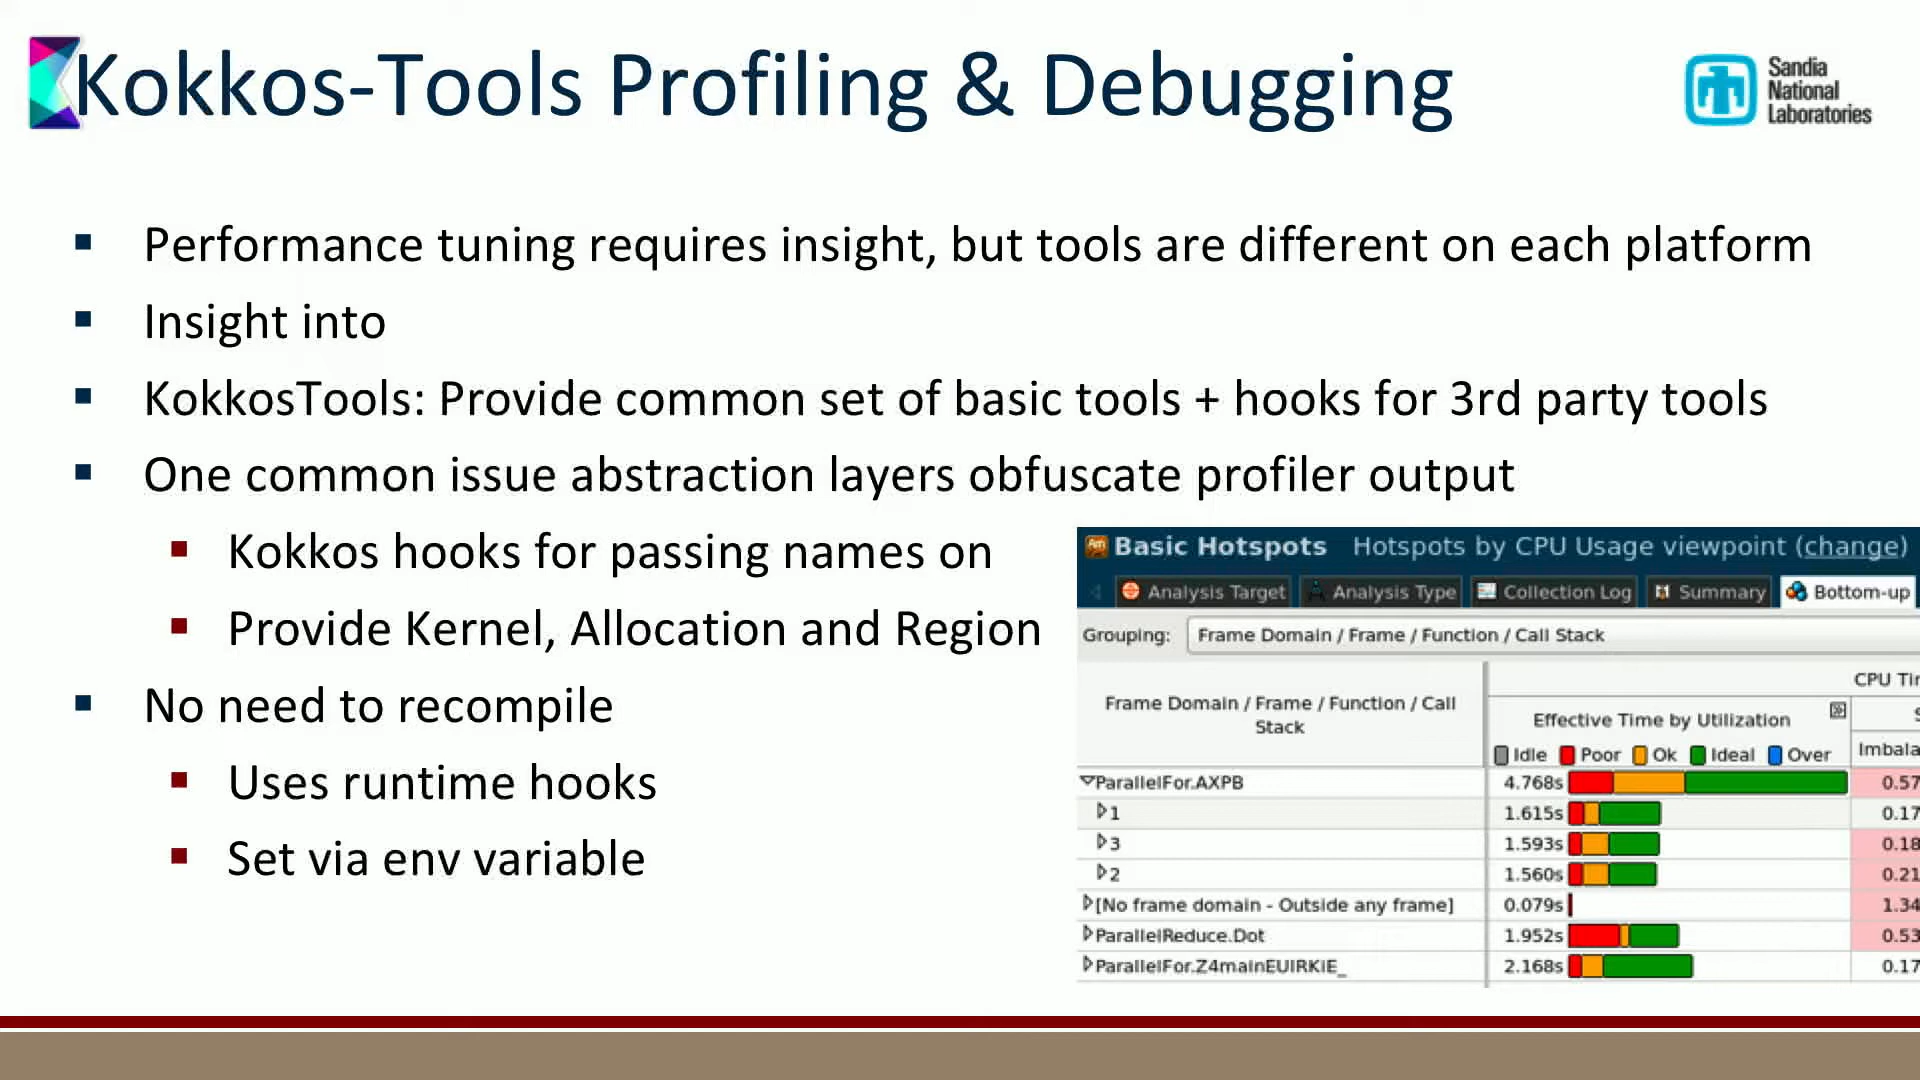 Kokkos-Tools Profiling & Debugging
Sandia
National
Laboratories
▪ Performance tuning requires insight, but tools are different on each platform
▪ Insight into
▪ KokkosTools: Provide common set of basic tools + hooks for 3rd party tools
▪ One common issue abstraction layers obfuscate profiler output
▪ Kokkos hooks for passing names on
▪ Provide Kernel, Allocation and Region
▪ No need to recompile
▪ Uses runtime hooks
▪ Set via env variable
Basic Hotspots Hotspots by CPU Usage viewpoint (change)
Analysis Target Analysis Type Collection Log Summary Bottom-up
Grouping: Frame Domain / Frame / Function / Call Stack
CPU
Frame Domain / Frame / Function / Call
Stack
Effective Time by Utilization
Idle Poor Ok Ideal Over
ParallelFor.AXPB 4.768s 0.57
1 1.615s 0.17
3 1.593s 0.18
2 1.560s 0.21
[No frame domain - Outside any frame] 0.079s 1.34
ParallelReduce.Dot 1.952s 0.53
ParallelFor.Z4mainEUlRKiE_ 2.168s 0.17